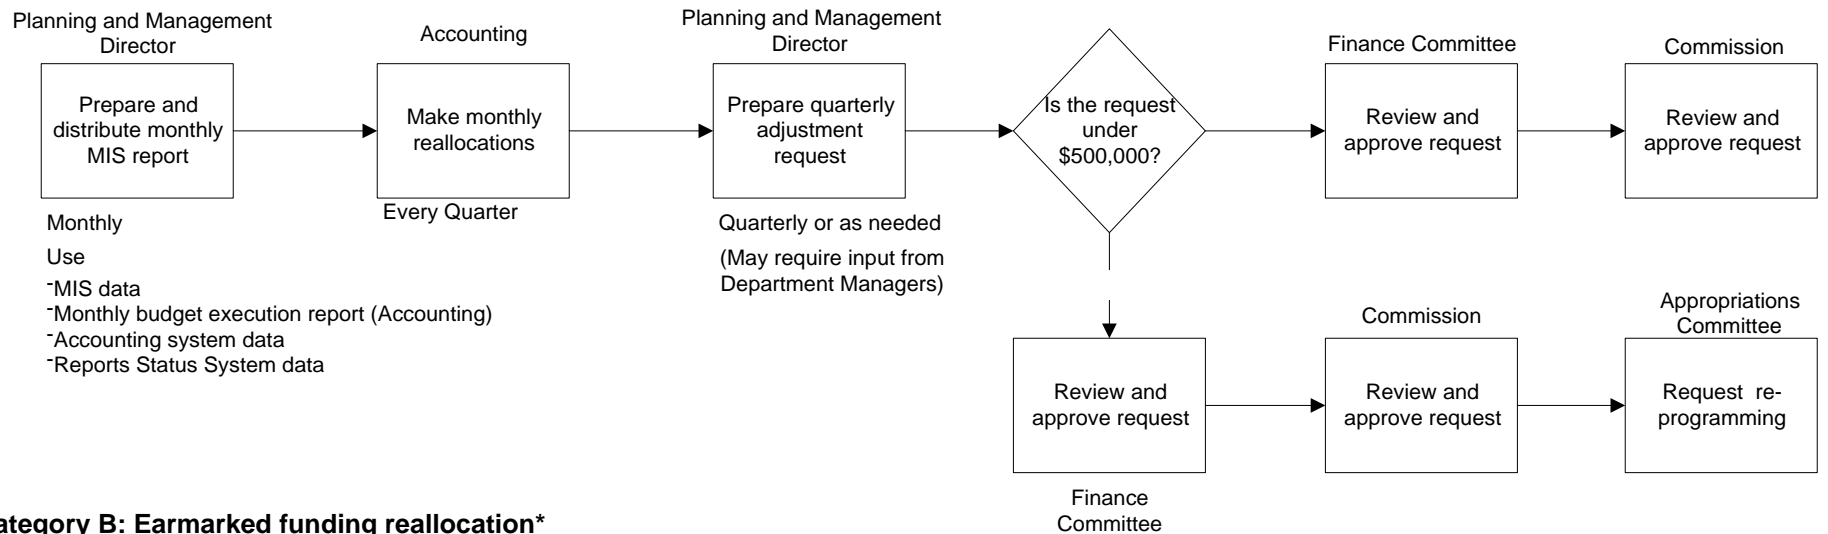 Planning and Management
Director
Prepare and
distribute monthly
MIS report
Monthly
Use
-MIS data
-Monthly budget execution report (Accounting)
-Accounting system data
-Reports Status System data
Accounting
Make monthly
reallocations
Every Quarter
Planning and Management
Director
Prepare quarterly
adjustment
request
Quarterly or as needed
(May require input from
Department Managers)
Is the request
under
$500,000?
Finance Committee
Review and
approve request
Commission
Review and
approve request
Review and
approve request
Finance
Committee
Commission
Review and
approve request
Appropriations
Committee
Request re-
programming
ategory B: Earmarked funding reallocation*